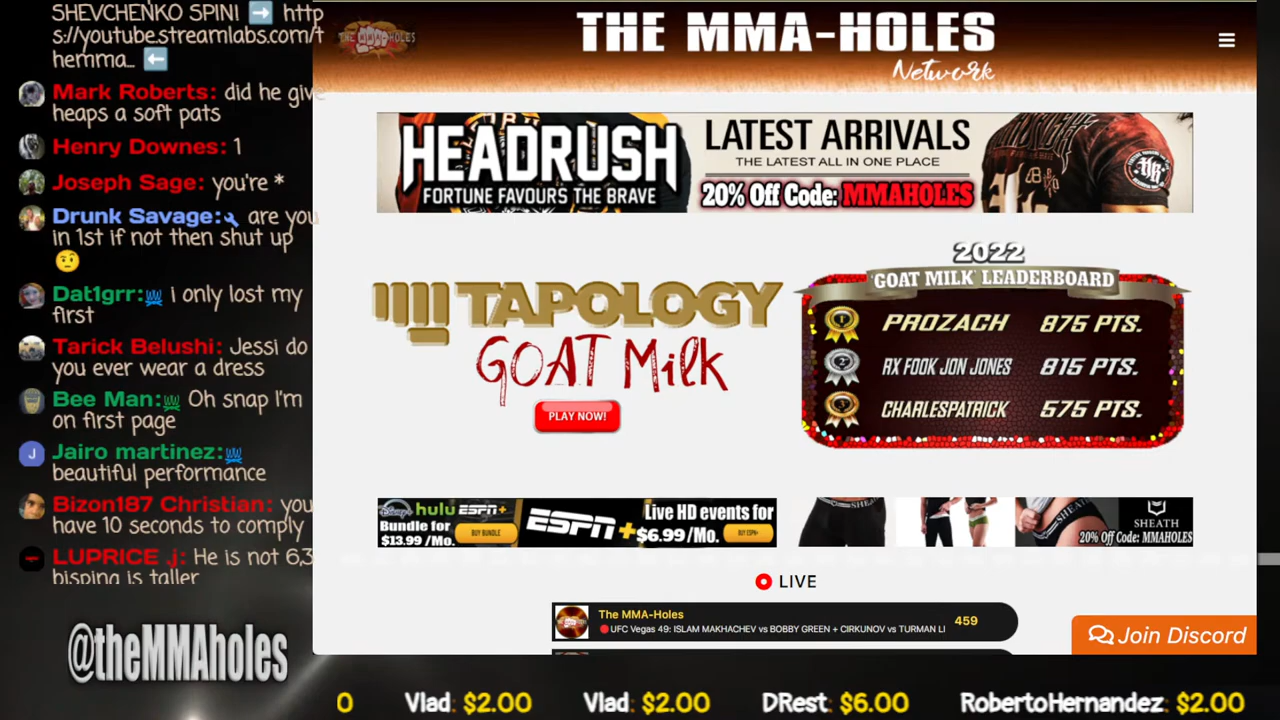 SHEVCHENKO SPIN! ➡️ http
s://youtube.streamlabs.com/t
hemma... ⬅️
Mark Roberts: did he give
heaps a soft pats
Henry Downes: 1
Joseph Sage: you're *
Drunk Savage: are you
in 1st if not then shut up
🤨
Dat1grr: i only lost my
first
Tarick Belushi: Jessi do
you ever wear a dress
Bee Man: Oh snap I'm
on first page
J
Jairo martinez:
beautiful performance
Bizon187 Christian: you
have 10 seconds to comply
LUPRICE j: He is not 6,3
bisping is taller
@theMMAholes
THE MMA-HOLES
THE MMA-HOLES
Network
HEADRUSH
FORTUNE FAVOURS THE BRAVE
LATEST ARRIVALS
THE LATEST ALL IN ONE PLACE
20% Off Code: MMAHOLES
TAPOLOGY
GOAT Milk
PLAY NOW!
2022
'GOAT MILK' LEADERBOARD
1 PROZACH 875 PTS.
2 RX FOOK JON JONES 815 PTS.
3 CHARLESPATRICK 575 PTS.
Disney+ hulu ESPN+
Bundle for
$13.99 /Mo.
BUY BUNDLE
ESPN+
Live HD events for
$6.99 /Mo.
BUY ESPN+
SHEATH
20% Off Code: MMAHOLES
LIVE
The MMA-Holes
🔴UFC Vegas 49: ISLAM MAKHACHEV vs BOBBY GREEN + CIRKUNOV vs TURMAN LI
459
Join Discord
0 Vlad: $2.00 Vlad: $2.00 DRest: $6.00 RobertoHernandez: $2.00